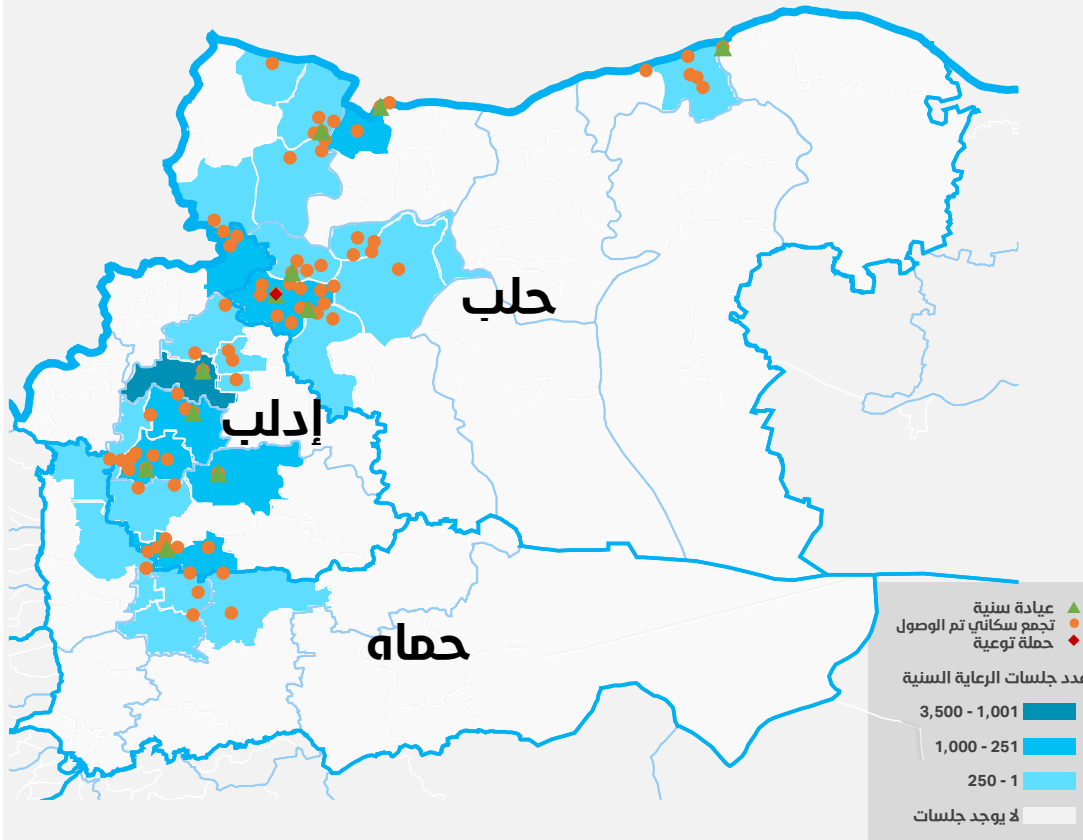 حلب
إدلب
حماه
عيادة سنية
تجمع سكاني تم الوصول
حملة توعية
عدد جلسات الرعاية السنية
3,500 - 1,001
1,000 - 251
250 - 1
لا يوجد جلسات